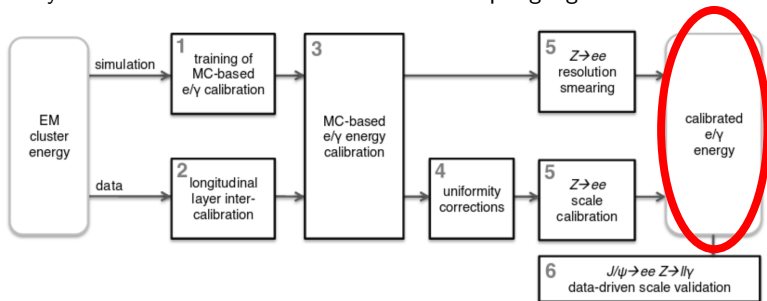 simulation
data
EM
cluster
energy
1
training of
MC-based
e/γ calibration
2
longitudinal
layer inter-
calibration
3
MC-based
e/γ energy
calibration
4
uniformity
corrections
5
Z→ee
resolution
smearing
5
Z→ee
scale
calibration
calibrated
e/γ
energy
6
J/ψ→ee Z→llγ
data-driven scale validation